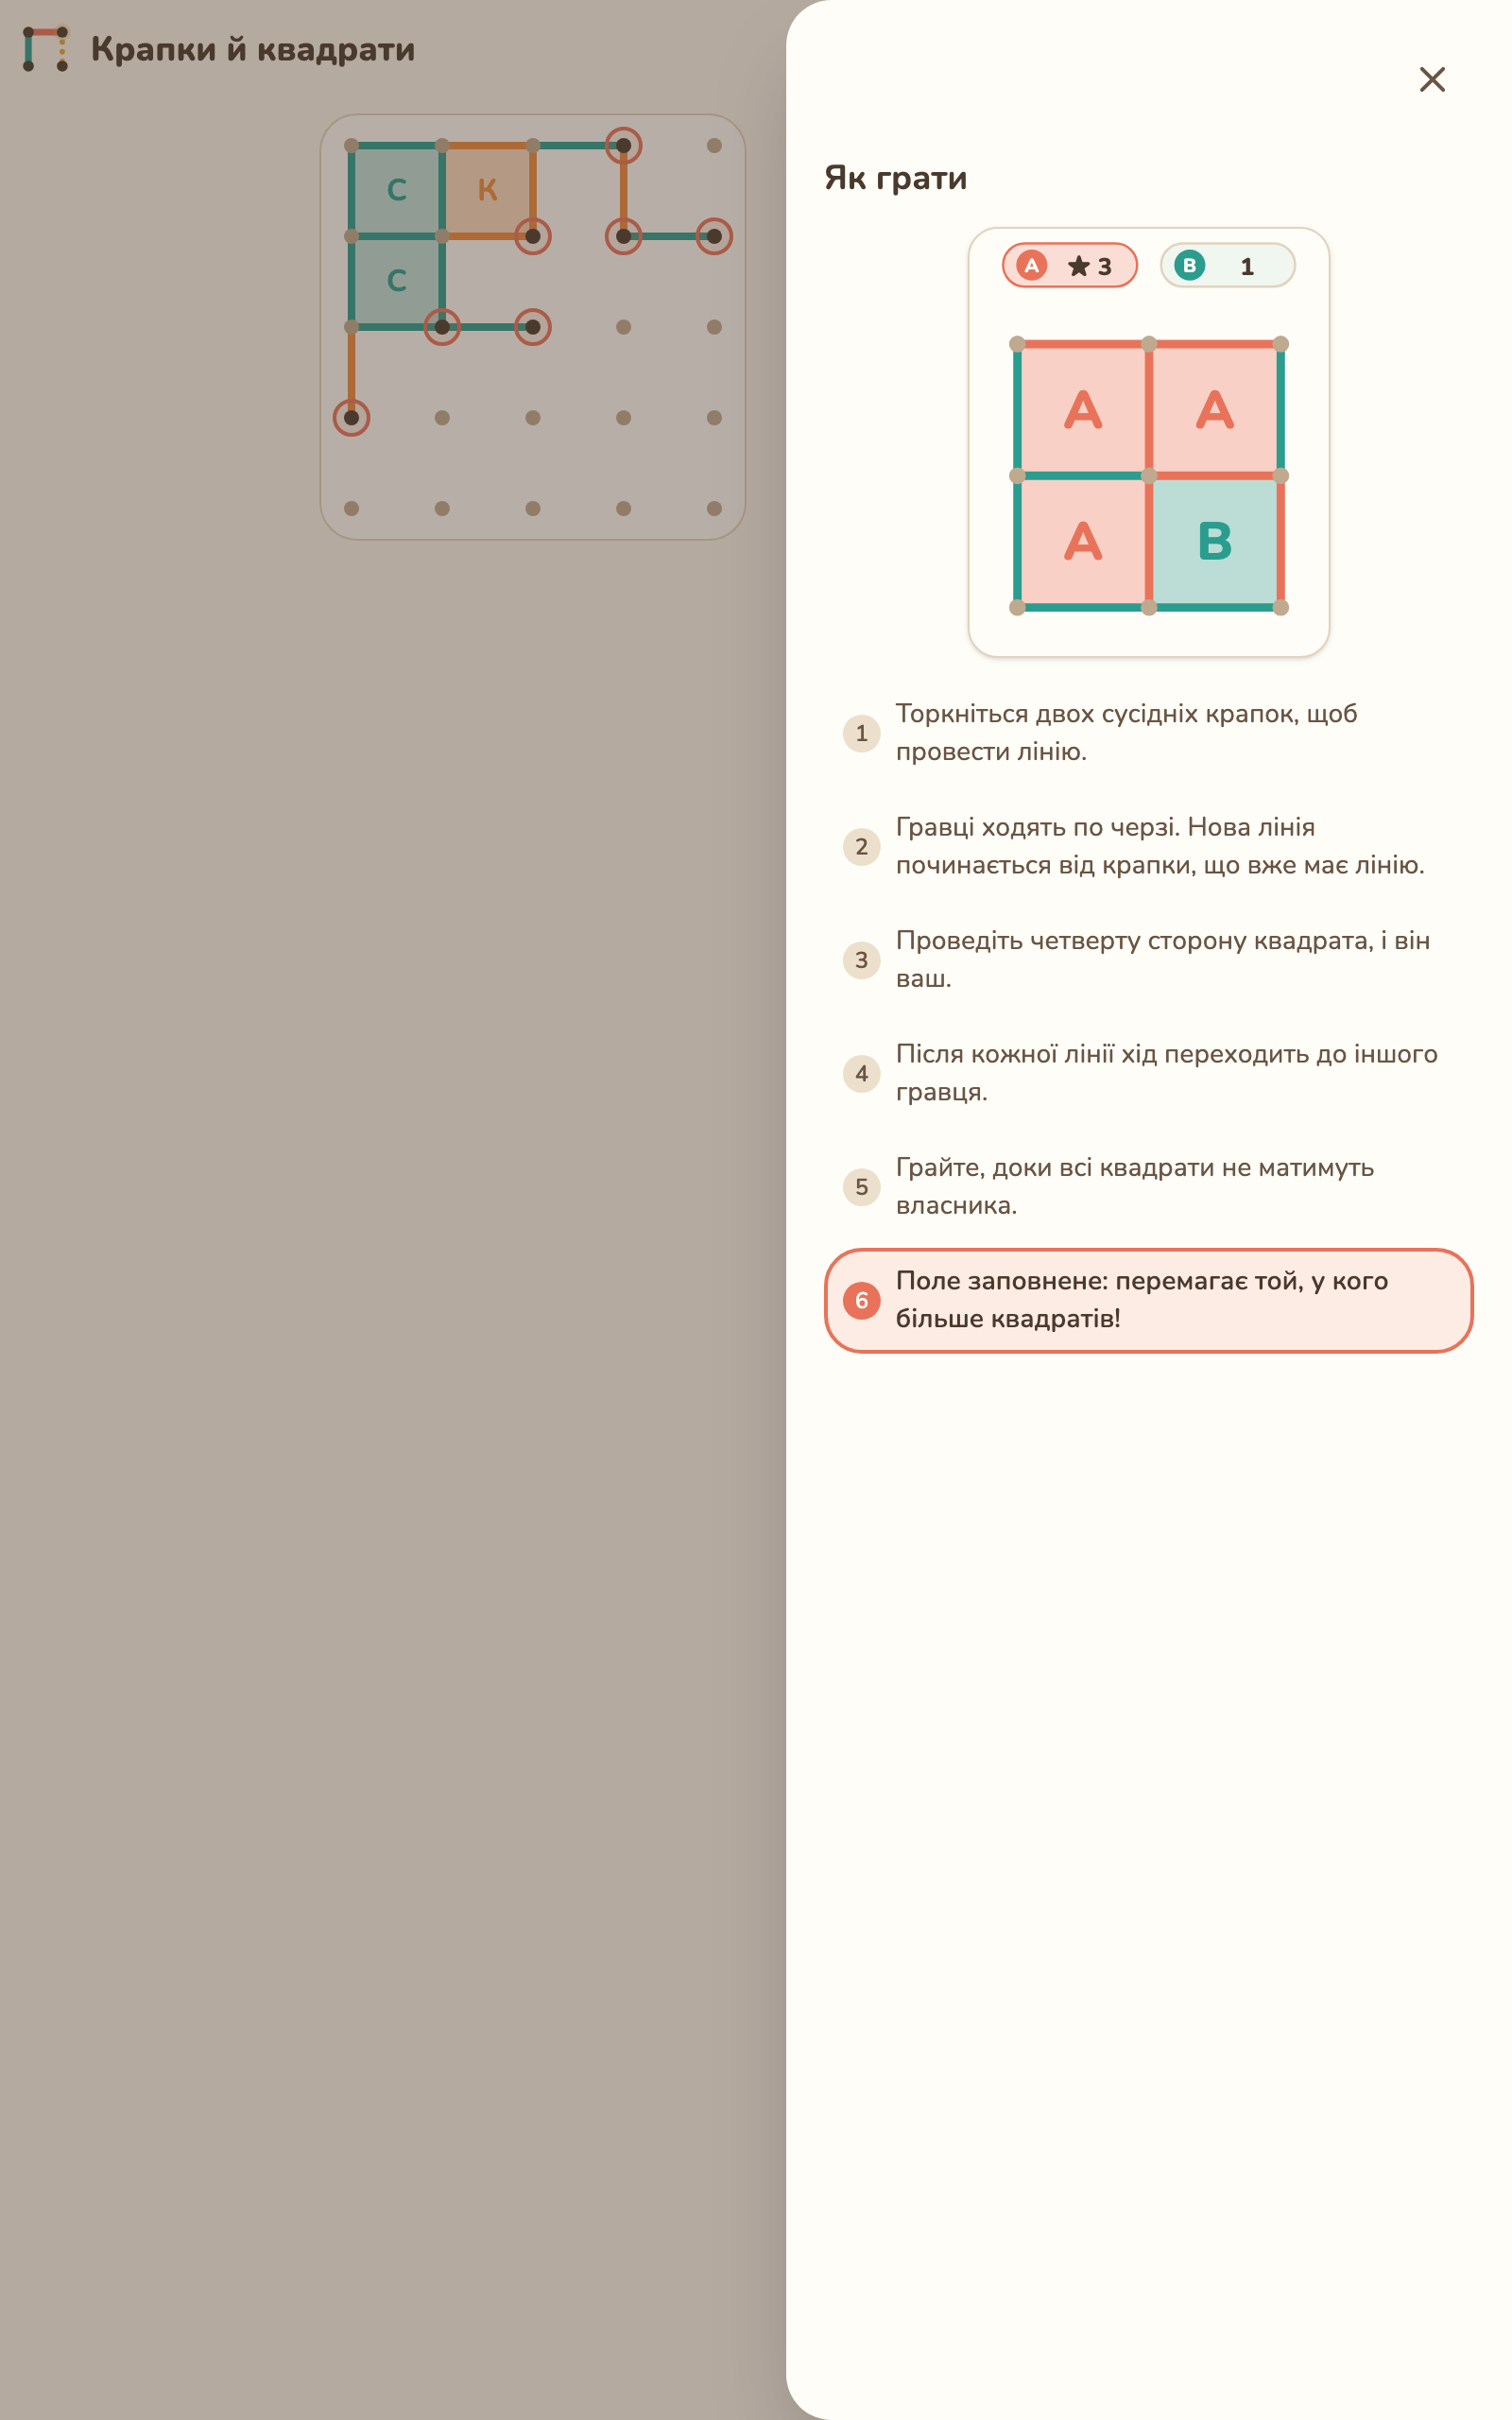 Крапки й квадрати
С К
С
Як грати
А ★ 3 В 1
А А
А В
1 Торкніться двох сусідніх крапок, щоб
провести лінію.
2 Гравці ходять по черзі. Нова лінія
починається від крапки, що вже має лінію.
3 Проведіть четверту сторону квадрата, і він
ваш.
4 Після кожної лінії хід переходить до іншого
гравця.
5 Грайте, доки всі квадрати не матимуть
власника.
6 Поле заповнене: перемагає той, у кого
більше квадратів!